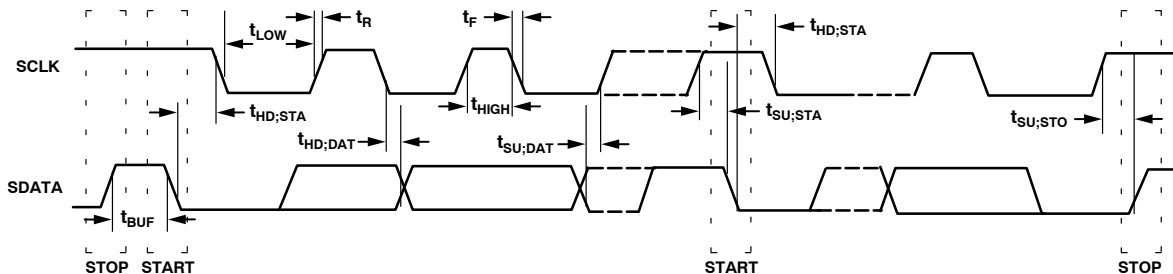 tR
tF
tLOW
tHD;STA
SCLK
tHD;STA
tHIGH
tSU;STA
tSU;STO
tHD;DAT
tSU;DAT
SDATA
tBUF
STOP START START STOP